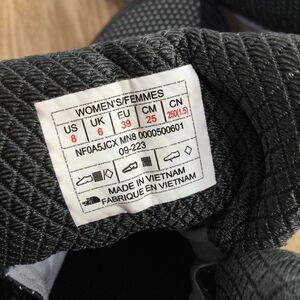 WOMEN'S/FEMMES
US UK EU CM CN
8 6 39 25 250(1.5)
NF0A5JCX MN8 0000500601
09-223
MADE IN VIETNAM
FABRIQUE EN VIETNAM